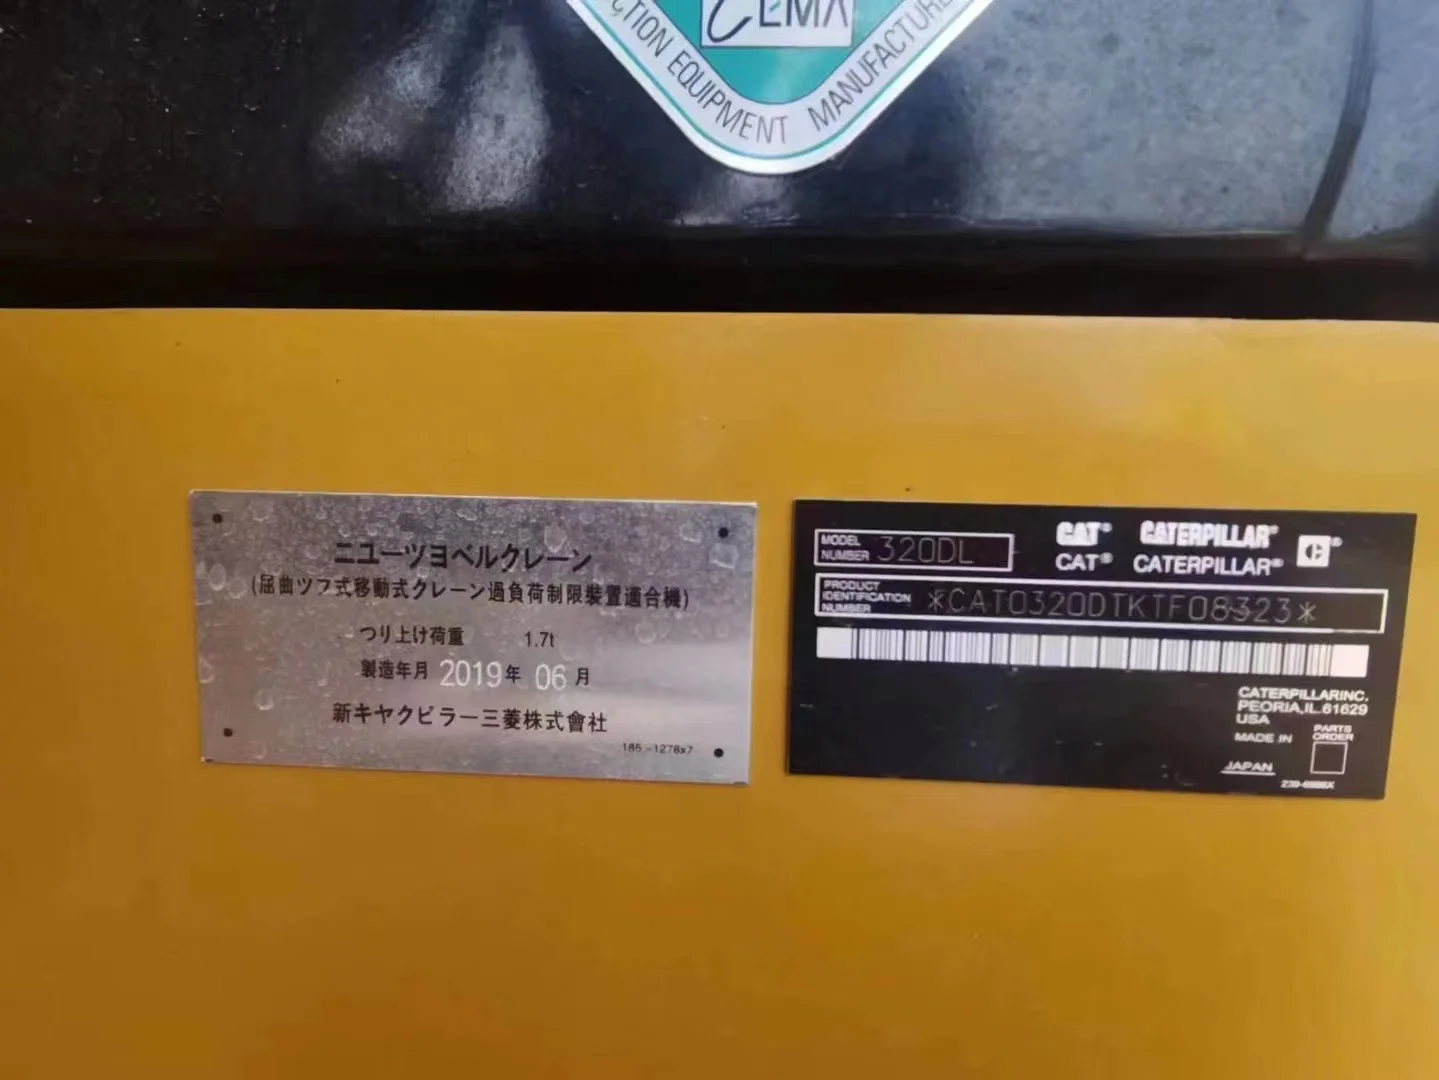 CEMA
CTION EQUIPMENT MANUFACTURE
ニユーツヨベルクレーン
(屈曲ツフ式移動式クレーン過負荷制限装置適合機)
つり上げ荷重 1.7t
製造年月 2019年 06月
新キヤクピラー三菱株式會社
MODEL NUMBER 320DL
CAT® CATERPILLAR® C®
CAT® CATERPILLAR®
PRODUCT IDENTIFICATION NUMBER *CAT0320DTKTF08323*
CATERPILLAR INC.
PEORIA,IL.61629
USA
MADE IN
JAPAN
PARTS ORDER